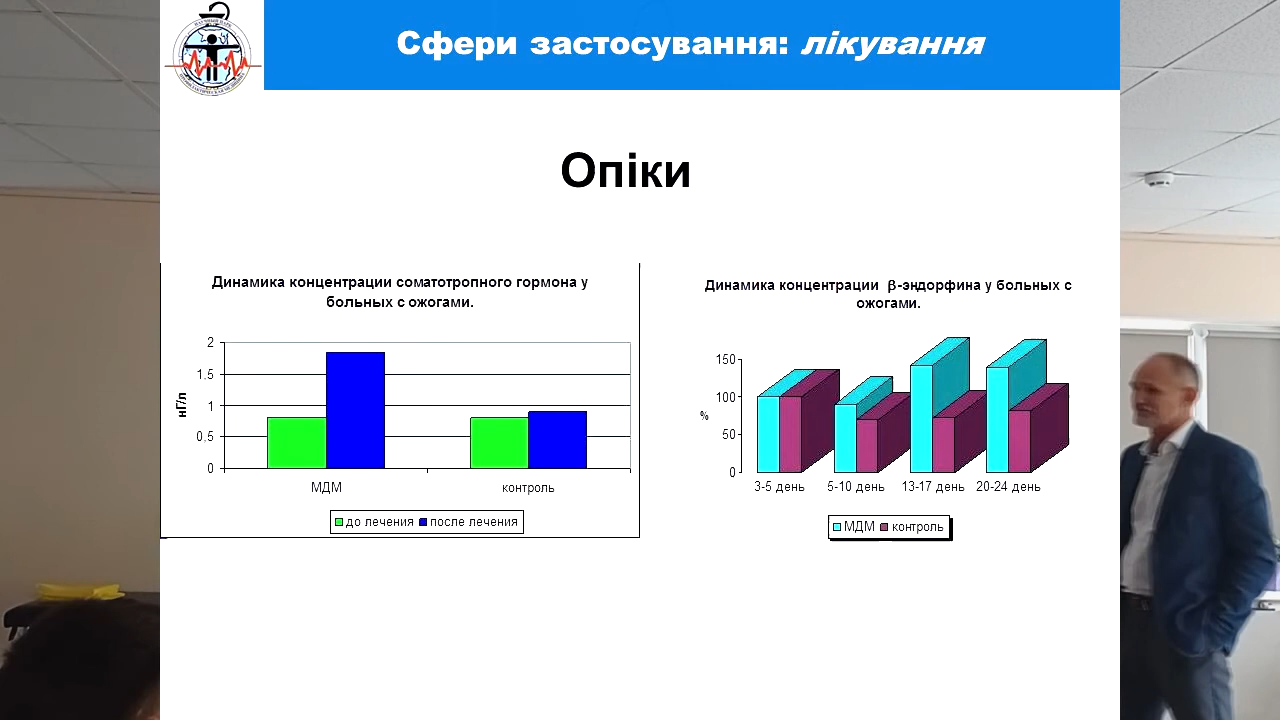 Сфери застосування: лікування
Опіки
Динамика концентрации соматотропного гормона у
больных с ожогами.
нГ/л
2
1.5
1
0.5
0
МДМ
контроль
до лечения
после лечения
Динамика концентрации β-эндорфина у больных с
ожогами.
%
150
100
50
0
3-5 день
5-10 день
13-17 день
20-24 день
МДМ
контроль